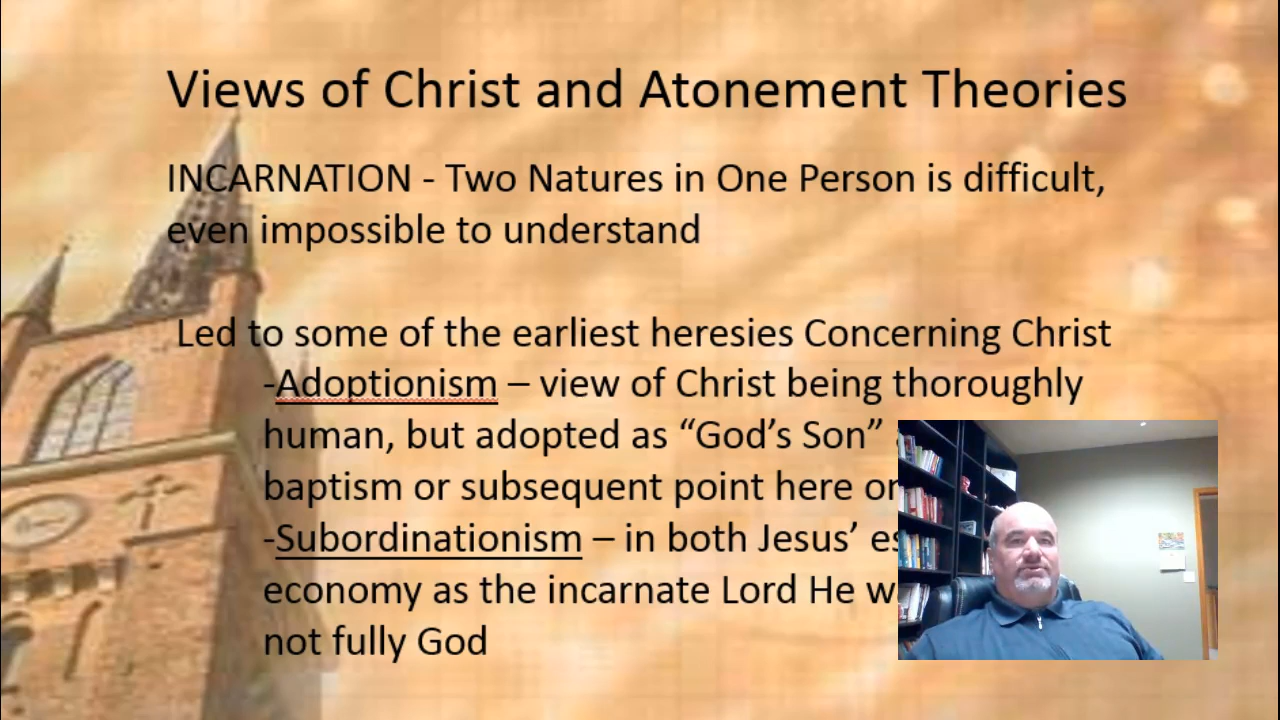 Views of Christ and Atonement Theories
INCARNATION - Two Natures in One Person is difficult,
even impossible to understand
Led to some of the earliest heresies Concerning Christ
-Adoptionism – view of Christ being thoroughly
human, but adopted as “God’s Son”
baptism or subsequent point here
-Subordinationism – in both Jesus’
economy as the incarnate Lord He
not fully God